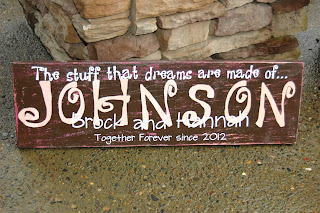 The stuff that dreams are made of...
JOHNSON
Brock and Hannah
Together Forever since 2012